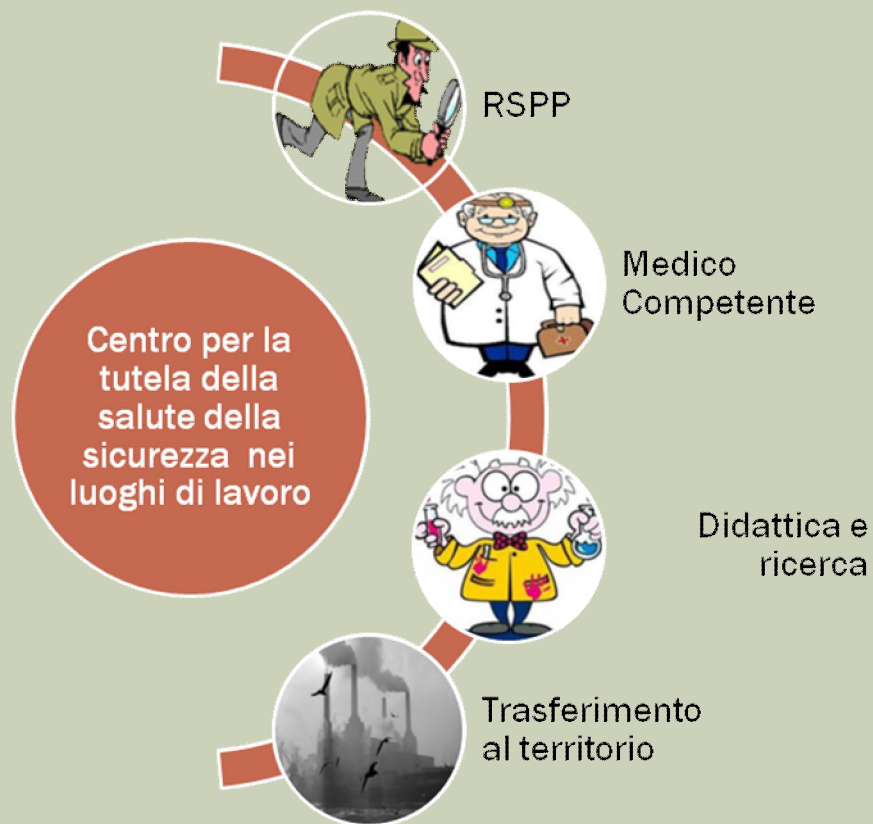 RSPP
Medico
Competente
Centro per la
tutela della
salute della
sicurezza nei
luoghi di lavoro
Didattica e
ricerca
Trasferimento
al territorio